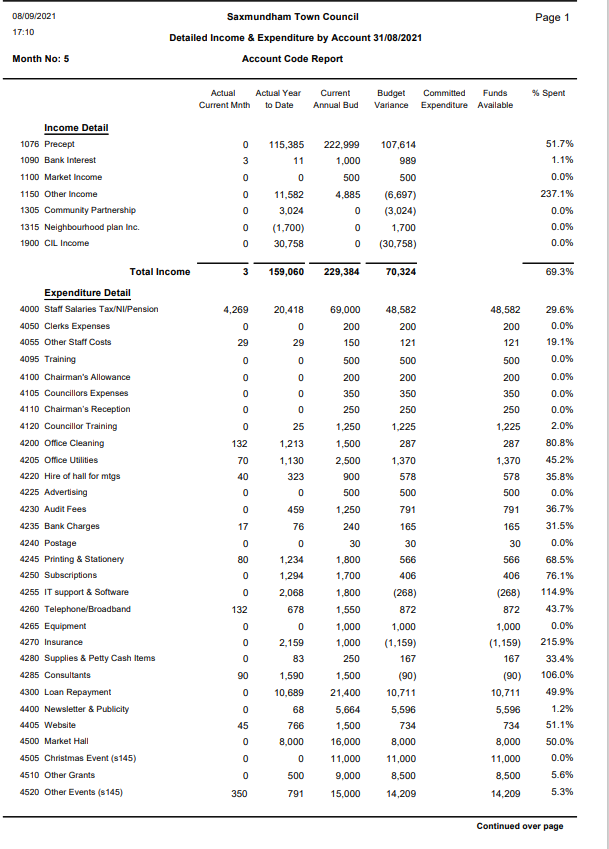 08/09/2021 Saxmundham Town Council Page 1
17:10 Detailed Income & Expenditure by Account 31/08/2021
Month No: 5 Account Code Report
Actual Current Mnth Actual Year to Date Current Annual Bud Budget Variance Committed Expenditure Funds Available % Spent
Income Detail
1076 Precept 0 115,385 222,999 107,614 51.7%
1090 Bank Interest 3 11 1,000 989 1.1%
1100 Market Income 0 0 500 500 0.0%
1150 Other Income 0 11,582 4,885 (6,697) 237.1%
1305 Community Partnership 0 3,024 0 (3,024) 0.0%
1315 Neighbourhood plan Inc. 0 (1,700) 0 1,700 0.0%
1900 CIL Income 0 30,758 0 (30,758) 0.0%
Total Income 3 159,060 229,384 70,324 69.3%
Expenditure Detail
4000 Staff Salaries Tax/NI/Pension 4,269 20,418 69,000 48,582 48,582 29.6%
4050 Clerks Expenses 0 0 200 200 200 0.0%
4055 Other Staff Costs 29 29 150 121 121 19.1%
4095 Training 0 0 500 500 500 0.0%
4100 Chairman's Allowance 0 0 200 200 200 0.0%
4105 Councillors Expenses 0 0 350 350 350 0.0%
4110 Chairman's Reception 0 0 250 250 250 0.0%
4120 Councillor Training 0 25 1,250 1,225 1,225 2.0%
4200 Office Cleaning 132 1,213 1,500 287 287 80.8%
4205 Office Utilities 70 1,130 2,500 1,370 1,370 45.2%
4220 Hire of hall for mtgs 40 323 900 578 578 35.8%
4225 Advertising 0 0 500 500 500 0.0%
4230 Audit Fees 0 459 1,250 791 791 36.7%
4235 Bank Charges 17 76 240 165 165 31.5%
4240 Postage 0 0 30 30 30 0.0%
4245 Printing & Stationery 80 1,234 1,800 566 566 68.5%
4250 Subscriptions 0 1,294 1,700 406 406 76.1%
4255 IT support & Software 0 2,068 1,800 (268) (268) 114.9%
4260 Telephone/Broadband 132 678 1,550 872 872 43.7%
4265 Equipment 0 0 1,000 1,000 1,000 0.0%
4270 Insurance 0 2,159 1,000 (1,159) (1,159) 215.9%
4280 Supplies & Petty Cash Items 0 83 250 167 167 33.4%
4285 Consultants 90 1,590 1,500 (90) (90) 106.0%
4300 Loan Repayment 0 10,689 21,400 10,711 10,711 49.9%
4400 Newsletter & Publicity 0 68 5,664 5,596 5,596 1.2%
4405 Website 45 766 1,500 734 734 51.1%
4500 Market Hall 0 8,000 16,000 8,000 8,000 50.0%
4505 Christmas Event (s145) 0 0 11,000 11,000 11,000 0.0%
4510 Other Grants 0 500 9,000 8,500 8,500 5.6%
4520 Other Events (s145) 350 791 15,000 14,209 14,209 5.3%
Continued over page